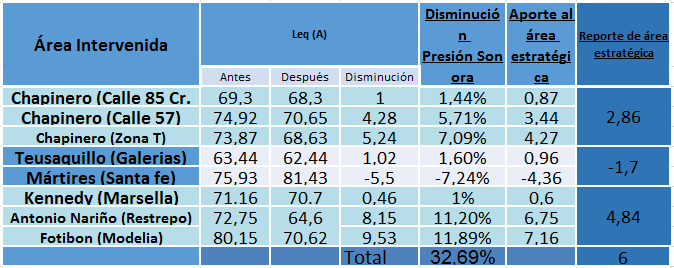 Área Intervenida Leq (A) Disminució n Presión Son ora Aporte al área estratégi ca Reporte de área estratégica
Antes Después Disminución
Chapinero (Calle 85 Cr. 69,3 68,3 1 1,44% 0,87
Chapinero (Calle 57) 74,92 70,65 4,28 5,71% 3,44 2,86
Chapinero (Zona T) 73,87 68,63 5,24 7,09% 4,27
Teusaquillo (Galerias) 63,44 62,44 1,02 1,60% 0,96 -1,7
Mártires (Santa fe) 75,93 81,43 -5,5 -7,24% -4,36
Kennedy (Marsella) 71.16 70.7 0,46 1% 0,6
Antonio Nariño (Restrepo) 72,75 64,6 8,15 11,20% 6,75 4,84
Fotibon (Modelia) 80,15 70,62 9,53 11,89% 7,16
Total 32,69% 6